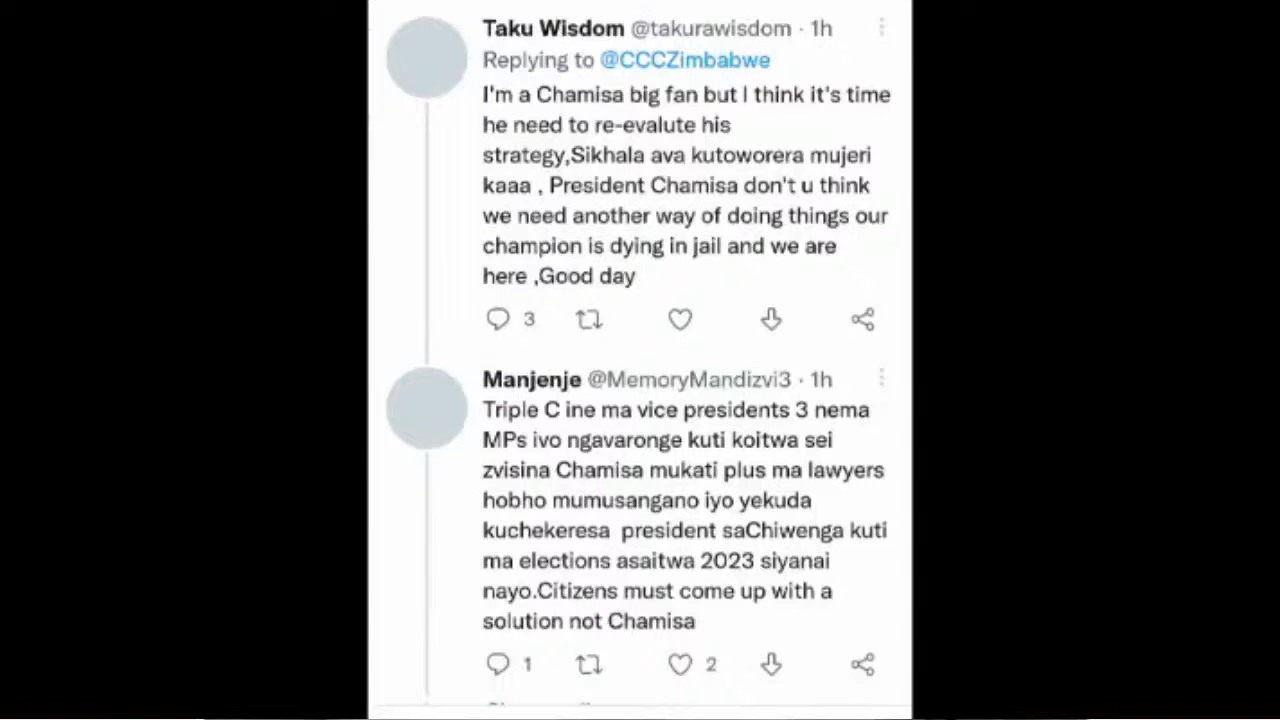 Taku Wisdom @takurawisdom · 1h
Replying to @CCCZimbabwe
I'm a Chamisa big fan but I think it's time
he need to re-evalute his
strategy,Sikhala ava kutoworera mujeri
kaaa , President Chamisa don't u think
we need another way of doing things our
champion is dying in jail and we are
here ,Good day
3
Manjenje @MemoryMandizvi3 · 1h
Triple C ine ma vice presidents 3 nema
MPs ivo ngavaronge kuti koitwa sei
zvisina Chamisa mukati plus ma lawyers
hobho mumusangano iyo yekuda
kuchekeresa  president saChiwenga kuti
ma elections asaitwa 2023 siyanai
nayo.Citizens must come up with a
solution not Chamisa
1 2